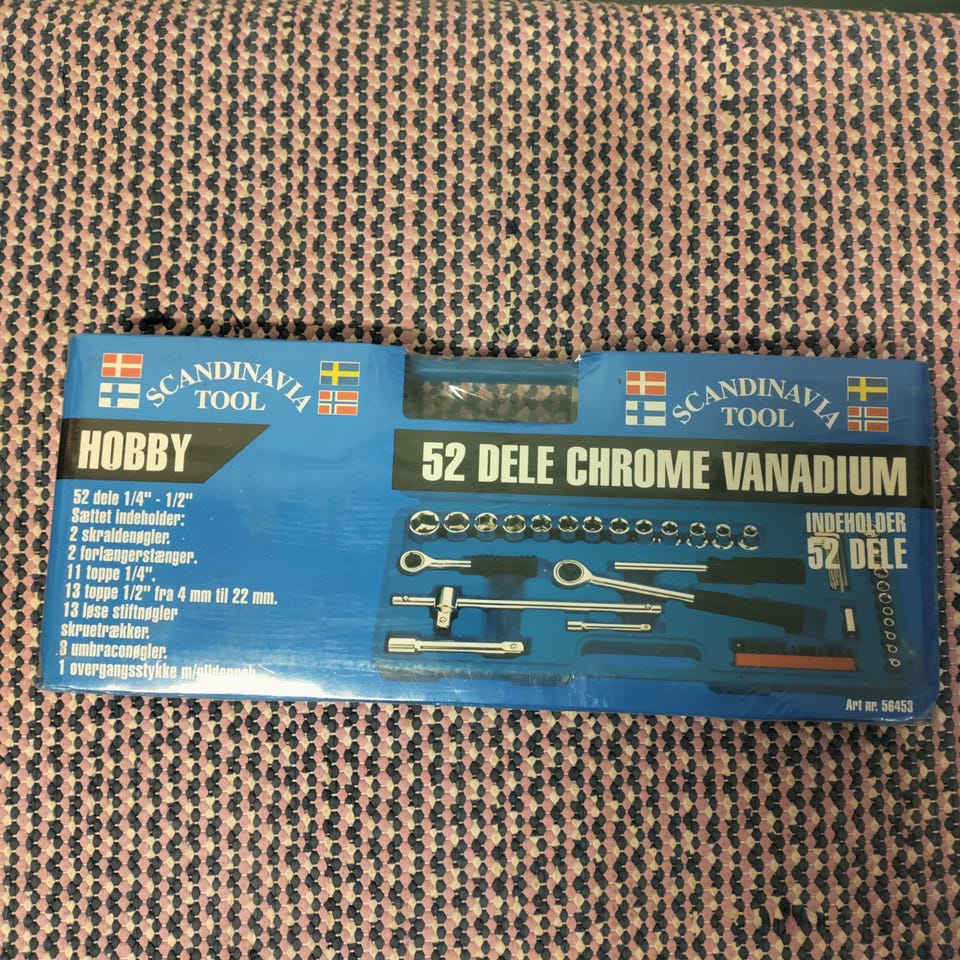 SCANDINAVIA
TOOL
HOBBY
52 dele 1/4" - 1/2"
Sættet indeholder:
2 skraldenøgler.
2 forlængerstænger.
11 toppe 1/4".
13 toppe 1/2" fra 4 mm til 22 mm.
13 løse stiftnøgler
skruetrækker.
8 umbraconøgler.
1 overgangsstykke
SCANDINAVIA
TOOL
52 DELE CHROME VANADIUM
INDEHOLDER
52 DELE
Art nr. 56453